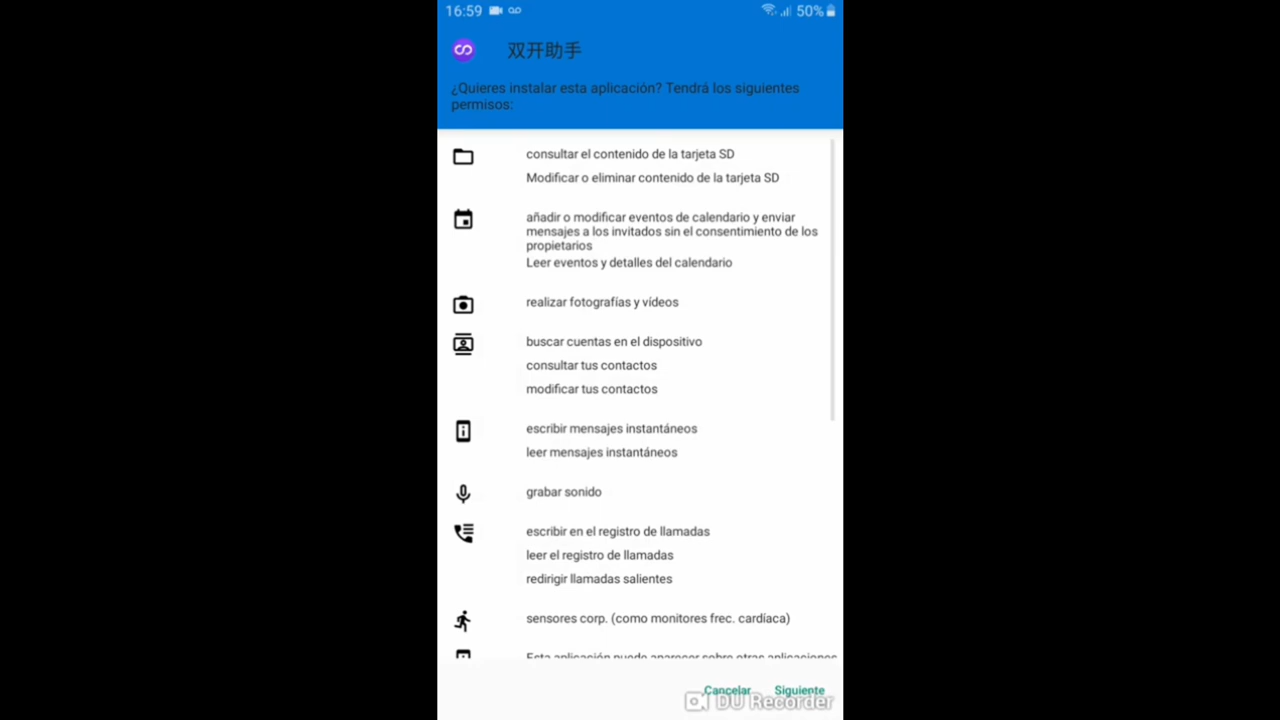 16:59
50%
双开助手
¿Quieres instalar esta aplicación? Tendrá los siguientes
permisos:
consultar el contenido de la tarjeta SD
Modificar o eliminar contenido de la tarjeta SD
añadir o modificar eventos de calendario y enviar
mensajes a los invitados sin el consentimiento de los
propietarios
Leer eventos y detalles del calendario
realizar fotografías y vídeos
buscar cuentas en el dispositivo
consultar tus contactos
modificar tus contactos
escribir mensajes instantáneos
leer mensajes instantáneos
grabar sonido
escribir en el registro de llamadas
leer el registro de llamadas
redirigir llamadas salientes
sensores corp. (como monitores frec. cardíaca)
Esta aplicación puede aparecer sobre otras aplicaciones
Cancelar
Siguiente
DU Recorder